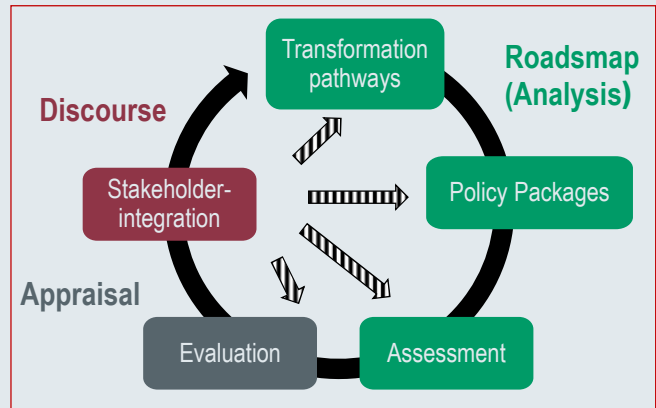 Transformation
pathways
Roadsmap
(Analysis)
Discourse
Stakeholder-
integration
Policy Packages
Appraisal
Evaluation
Assessment